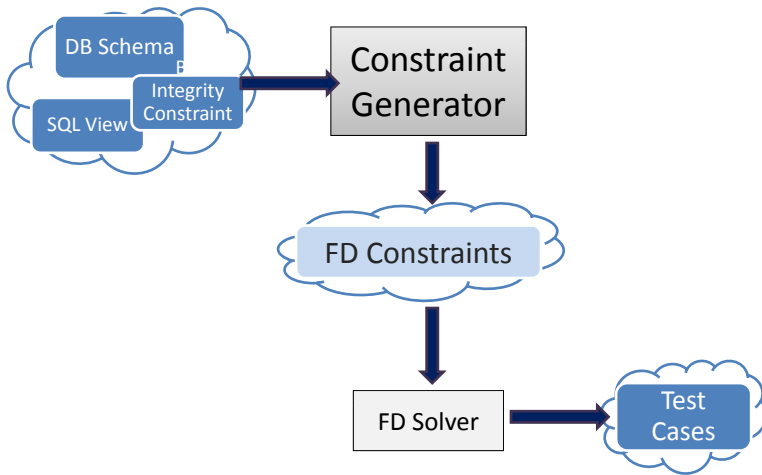 DB Schema
B
Integrity
Constraint
SQL View
Constraint
Generator
FD Constraints
FD Solver
Test
Cases